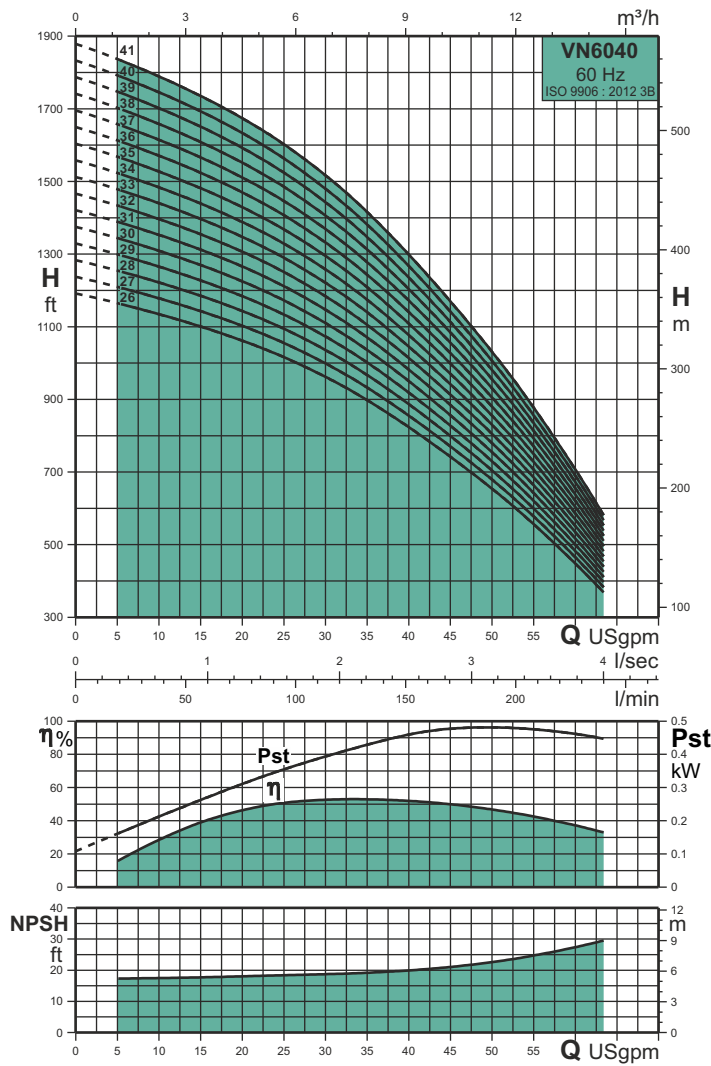 0 3 6 9 12 m³/h
VN6040
60 Hz
ISO 9906 : 2012 3B
1900
1700
1500
1300
1100
900
700
500
300
H
ft
41
40
39
38
37
36
35
34
33
32
31
30
29
28
27
26
500
400
300
200
100
H
m
0 5 10 15 20 25 30 35 40 45 50 55 Q USgpm
0 1 2 3 4 l/sec
0 50 100 150 200 l/min
η%
100
80
60
40
20
0
Pst
η
0.5
0.4
0.3
0.2
0.1
0
Pst
kW
NPSH
ft
40
30
20
10
0
12
9
6
3
0
m
0 5 10 15 20 25 30 35 40 45 50 55 Q USgpm